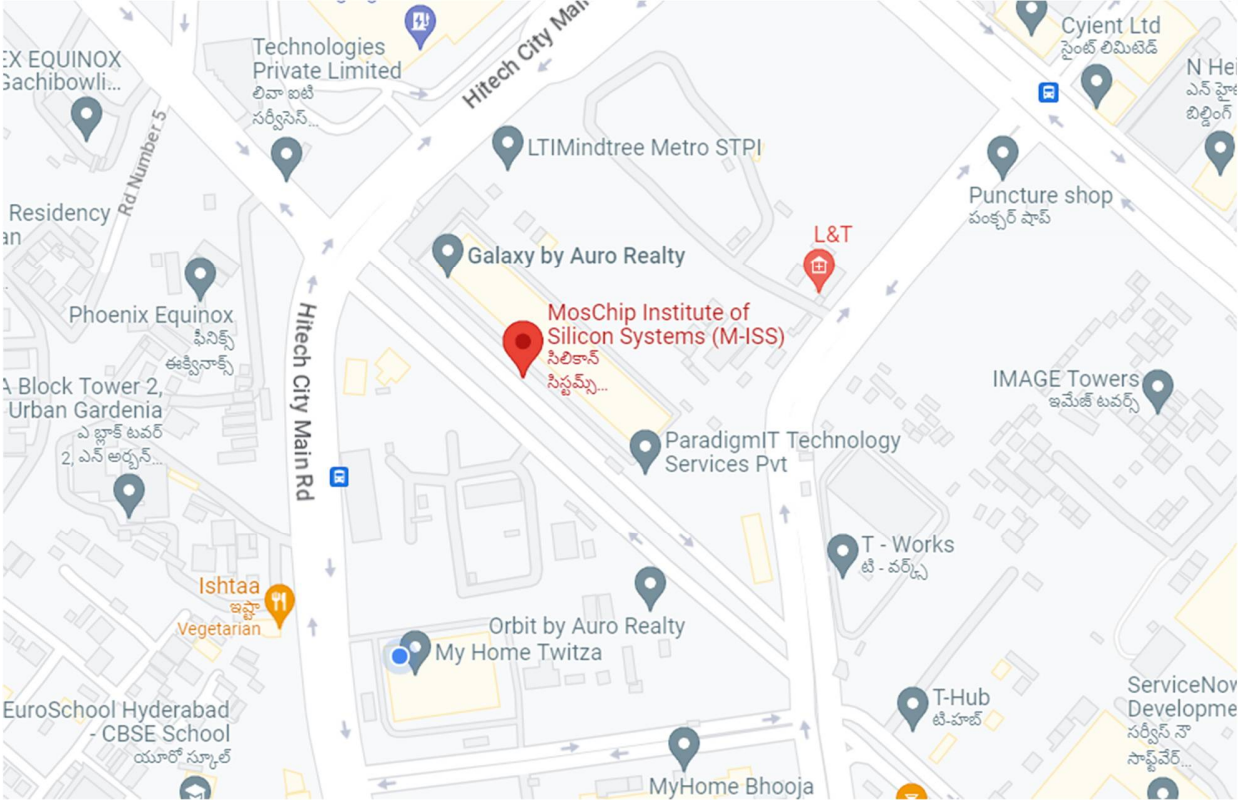 Technologies
Private Limited
లివా ఐటి
సర్వీసెస్...
Hitech City Main
Cyient Ltd
సైంట్ లిమిటెడ్
EX EQUINOX
Gachibowli...
ఎన్ హైట్
బిల్డింగ్
Rd Number 5
LTIMindtree Metro STPI
Puncture shop
పంక్చర్ షాప్
Residency
L&T
Galaxy by Auro Realty
Phoenix Equinox
ఫీనిక్స్
ఈక్వినాక్స్
MosChip Institute of
Silicon Systems (M-ISS)
సిలికాన్
సిస్టమ్స్...
Hitech City Main Rd
A Block Tower 2,
Urban Gardenia
ఎ బ్లాక్ టవర్
2, ఎన్ అర్బన్...
IMAGE Towers
ఇమేజ్ టవర్స్
ParadigmIT Technology
Services Pvt
T - Works
టి - వర్క్స్
Ishtaa
ఇష్టా
Vegetarian
Orbit by Auro Realty
My Home Twitza
EuroSchool Hyderabad
- CBSE School
యూరో స్కూల్
T-Hub
టి-హబ్
ServiceNow
Developme
సర్వీస్ నౌ
సాఫ్ట్‌వేర్...
MyHome Bhooja